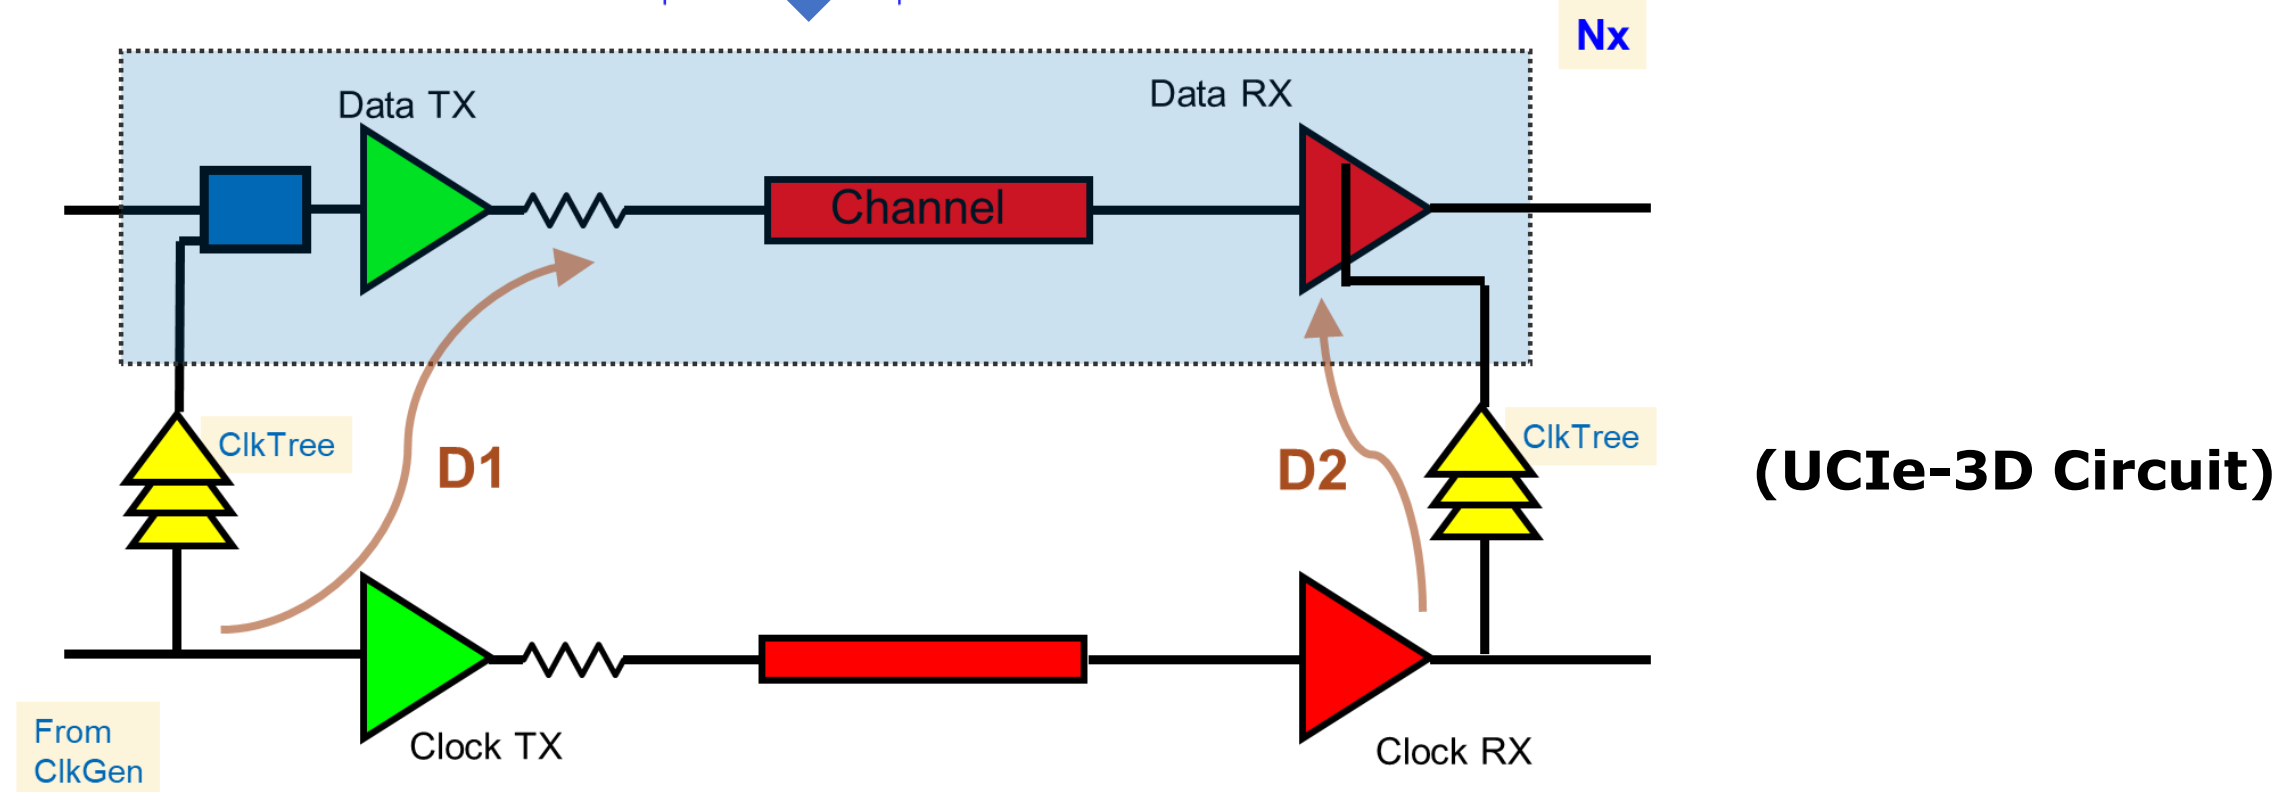 Nx
Data TX
Data RX
Channel
ClkTree
ClkTree
D1
D2
(UCIe-3D Circuit)
From
ClkGen
Clock TX
Clock RX